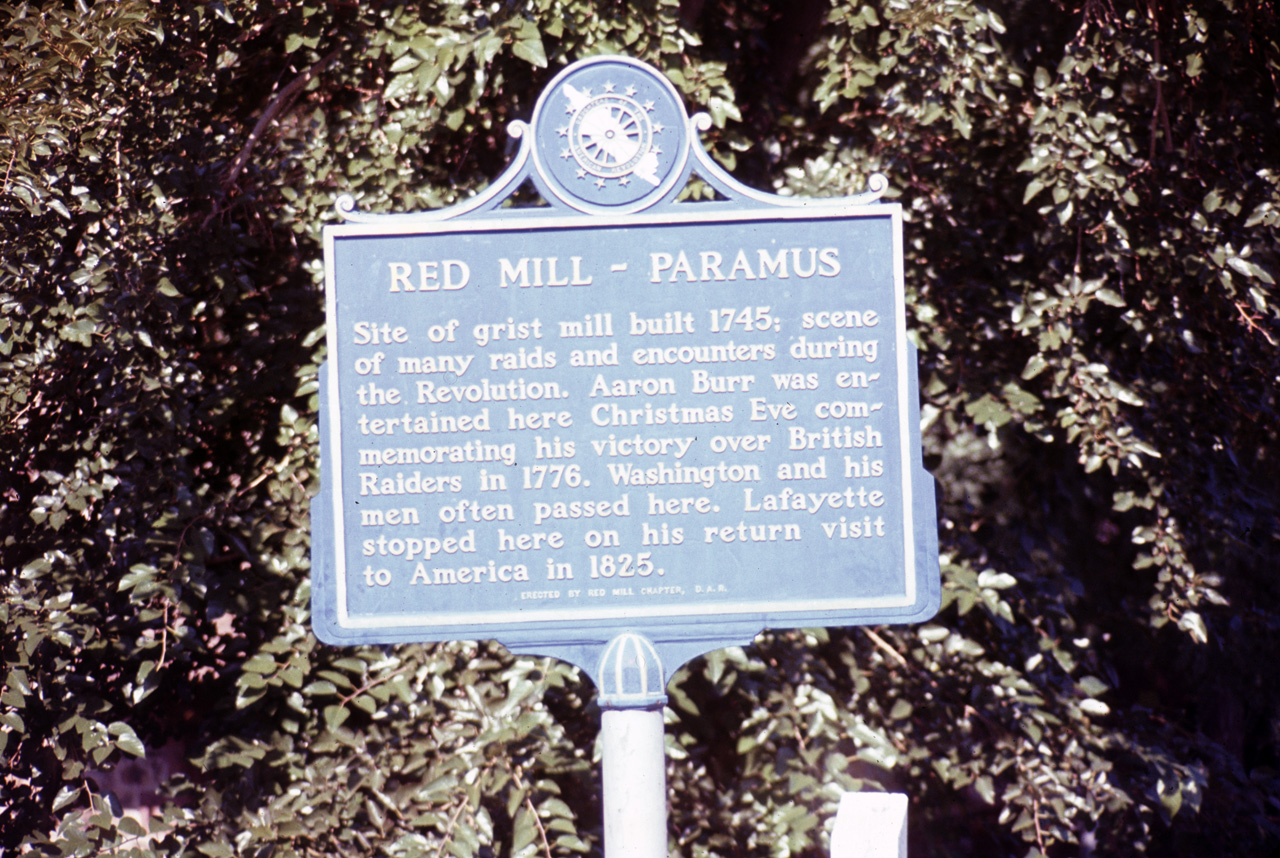 RED MILL - PARAMUS
Site of grist mill built 1745; scene
of many raids and encounters during
the Revolution. Aaron Burr was en-
tertained here Christmas Eve com-
memorating his victory over British
Raiders in 1776. Washington and his
men often passed here. Lafayette
stopped here on his return visit
to America in 1825.
ERECTED BY RED MILL CHAPTER, D.A.R.